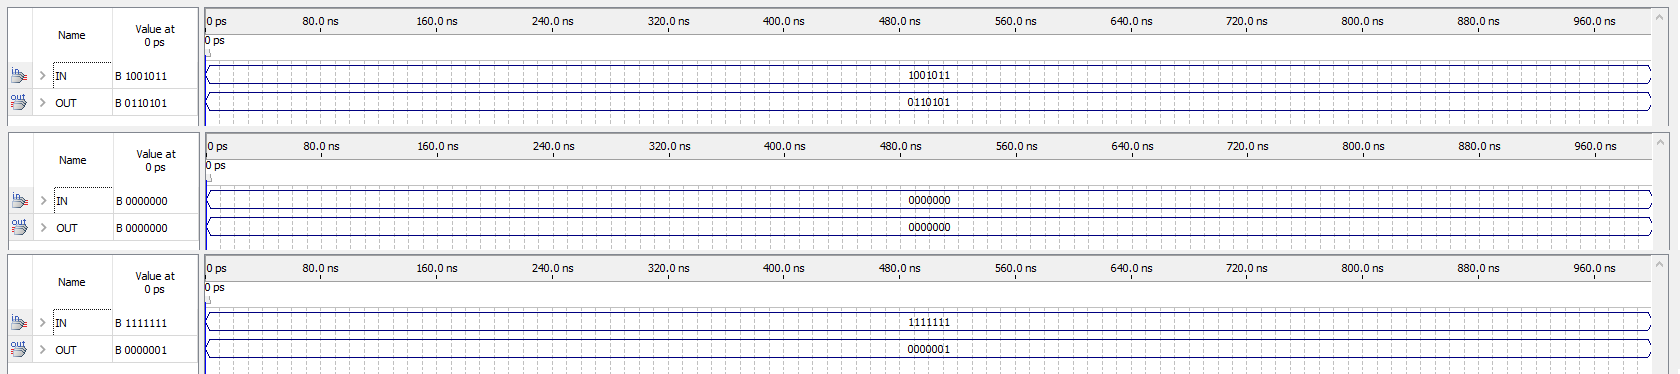 Name Value at 0 ps 0 ps 80.0 ns 160.0 ns 240.0 ns 320.0 ns 400.0 ns 480.0 ns 560.0 ns 640.0 ns 720.0 ns 800.0 ns 880.0 ns 960.0 ns
0 ps
in IN B 1001011 1001011
out OUT B 0110101 0110101
Name Value at 0 ps 0 ps 80.0 ns 160.0 ns 240.0 ns 320.0 ns 400.0 ns 480.0 ns 560.0 ns 640.0 ns 720.0 ns 800.0 ns 880.0 ns 960.0 ns
0 ps
in IN B 0000000 0000000
out OUT B 0000000 0000000
Name Value at 0 ps 0 ps 80.0 ns 160.0 ns 240.0 ns 320.0 ns 400.0 ns 480.0 ns 560.0 ns 640.0 ns 720.0 ns 800.0 ns 880.0 ns 960.0 ns
0 ps
in IN B 1111111 1111111
out OUT B 0000001 0000001